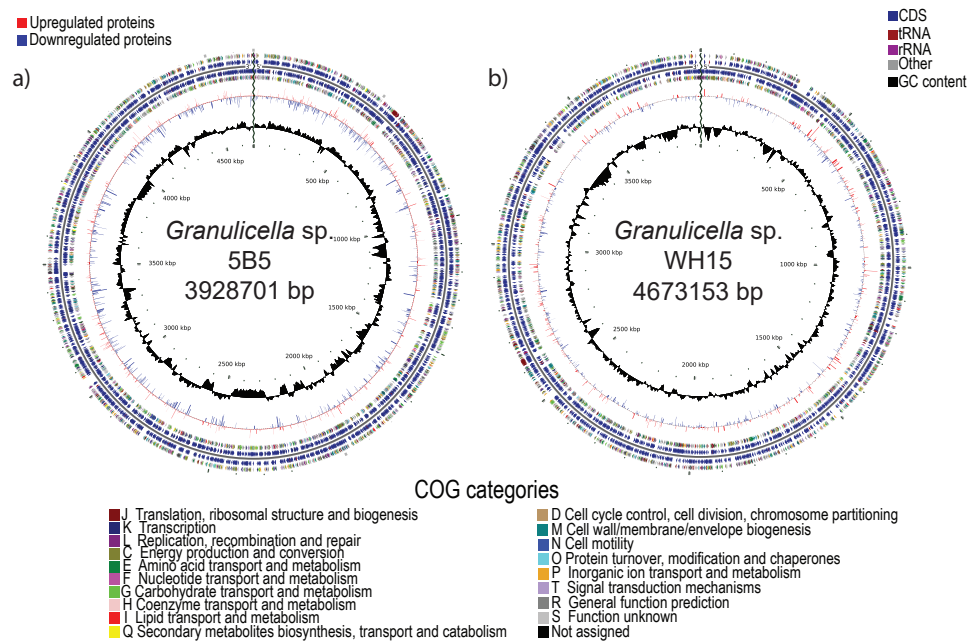 Upregulated proteins
Downregulated proteins
CDS
tRNA
rRNA
Other
GC content
a)
b)
4500 kbp
500 kbp
4000 kbp
1000 kbp
3500 kbp
1500 kbp
3000 kbp
2000 kbp
2500 kbp
Granulicella sp.
5B5
3928701 bp
3500 kbp
500 kbp
3000 kbp
1000 kbp
2500 kbp
1500 kbp
2000 kbp
Granulicella sp.
WH15
4673153 bp
COG categories
J Translation, ribosomal structure and biogenesis
K Transcription
L Replication, recombination and repair
C Energy production and conversion
E Amino acid transport and metabolism
F Nucleotide transport and metabolism
G Carbohydrate transport and metabolism
H Coenzyme transport and metabolism
I Lipid transport and metabolism
Q Secondary metabolites biosynthesis, transport and catabolism
D Cell cycle control, cell division, chromosome partitioning
M Cell wall/membrane/envelope biogenesis
N Cell motility
O Protein turnover, modification and chaperones
P Inorganic ion transport and metabolism
T Signal transduction mechanisms
R General function prediction
S Function unknown
Not assigned